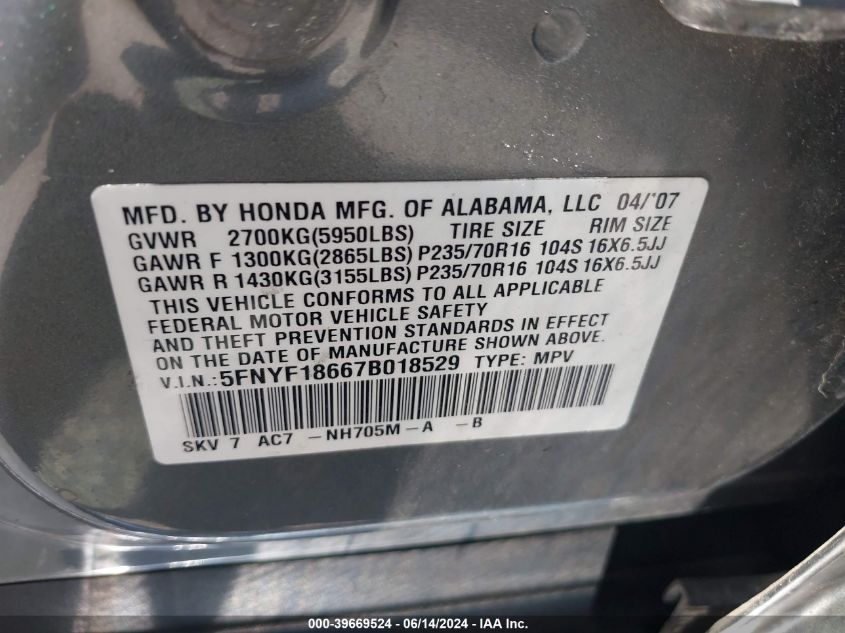 MFD. BY HONDA MFG. OF ALABAMA, LLC 04/'07
GVWR 2700KG(5950LBS) TIRE SIZE RIM SIZE
GAWR F 1300KG(2865LBS) P235/70R16 104S 16X6.5JJ
GAWR R 1430KG(3155LBS) P235/70R16 104S 16X6.5JJ
THIS VEHICLE CONFORMS TO ALL APPLICABLE
FEDERAL MOTOR VEHICLE SAFETY
AND THEFT PREVENTION STANDARDS IN EFFECT
ON THE DATE OF MANUFACTURE SHOWN ABOVE.
V.I.N.: 5FNYF18667B018529 TYPE: MPV
SKV 7 AC7 -NH705M-A -B
000-39669524 - 06/14/2024 - IAA Inc.